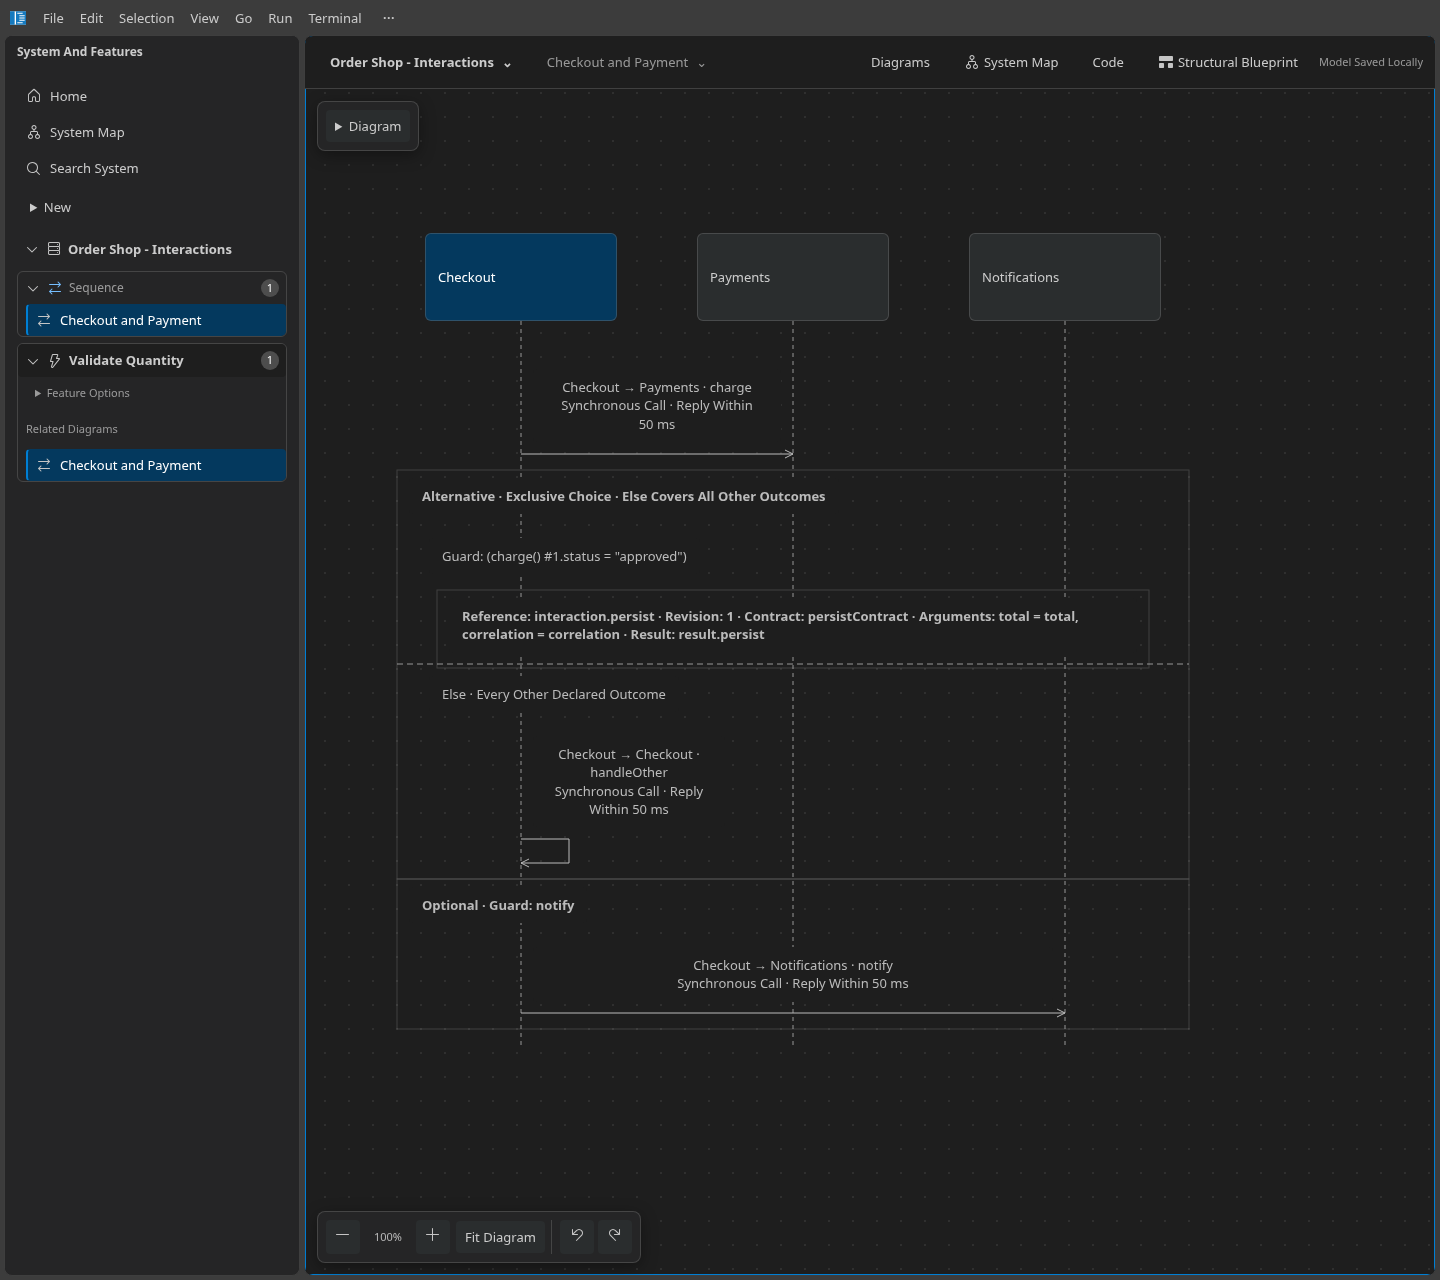 File Edit Selection View Go Run Terminal ···
System And Features
Home
System Map
Search System
New
Order Shop - Interactions
Sequence 1
Checkout and Payment
Validate Quantity 1
Feature Options
Related Diagrams
Checkout and Payment
Order Shop - Interactions Checkout and Payment Diagrams System Map Code Structural Blueprint Model Saved Locally
Diagram
Checkout Payments Notifications
Checkout → Payments · charge
Synchronous Call · Reply Within
50 ms
Alternative · Exclusive Choice · Else Covers All Other Outcomes
Guard: (charge() #1.status = "approved")
Reference: interaction.persist · Revision: 1 · Contract: persistContract · Arguments: total = total,
correlation = correlation · Result: result.persist
Else · Every Other Declared Outcome
Checkout → Checkout ·
handleOther
Synchronous Call · Reply
Within 50 ms
Optional · Guard: notify
Checkout → Notifications · notify
Synchronous Call · Reply Within 50 ms
100% Fit Diagram